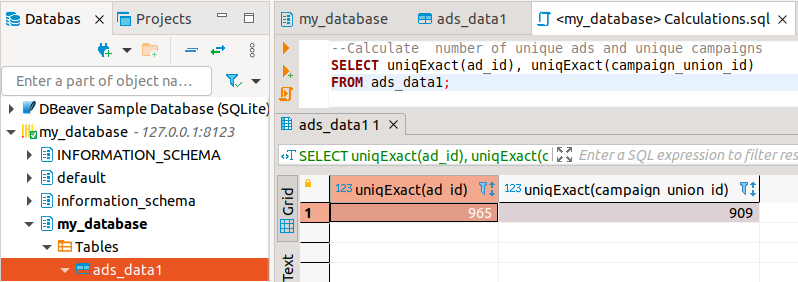 Databas
Projects
Enter a part of object na...
DBeaver Sample Database (SQLite)
my_database - 127.0.0.1:8123
INFORMATION_SCHEMA
default
information_schema
my_database
Tables
ads_data1
my_database
ads_data1
<my_database> Calculations.sql
--Calculate  number of unique ads and unique campaigns
SELECT uniqExact(ad_id), uniqExact(campaign_union_id)
FROM ads_data1;
ads_data1 1
SELECT uniqExact(ad_id), uniqExact(c
Enter a SQL expression to filter res
Grid
Text
123 uniqExact(ad_id)
123 uniqExact(campaign_union_id)
1
965
909